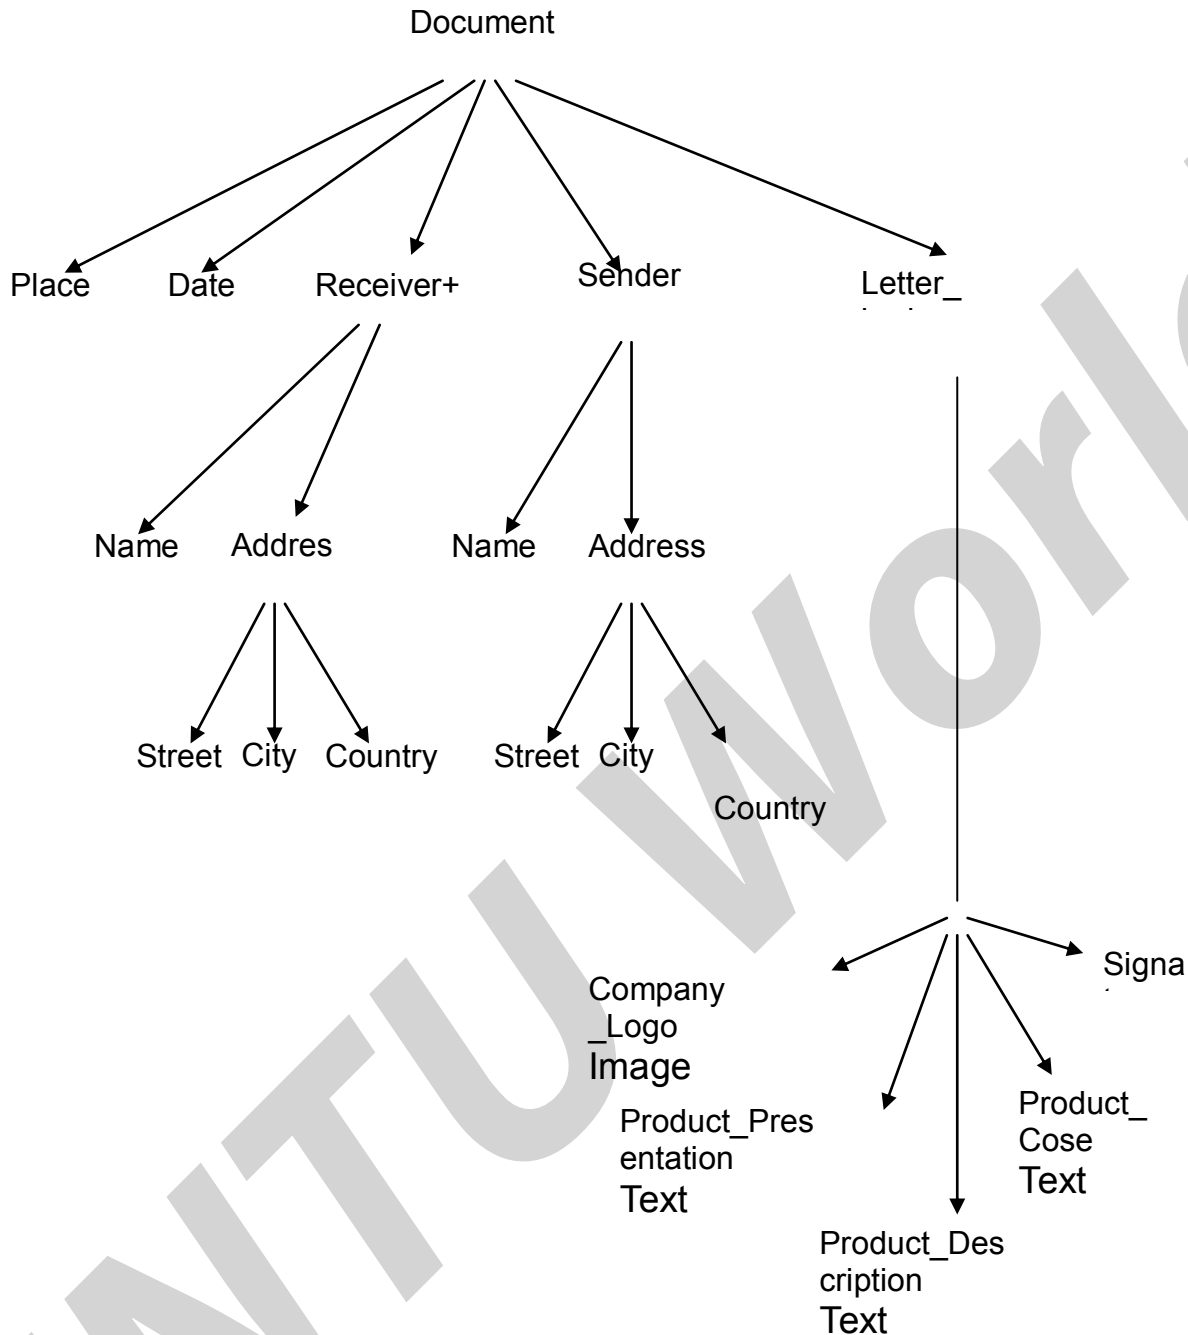 Document
Place
Date
Receiver+
Sender
Letter_
Name
Addres
Name
Address
Street
City
Country
Street
City
Country
Company
_Logo
Image
Signa
Product_Pres
entation
Text
Product_
Cose
Text
Product_Des
cription
Text
NTU World